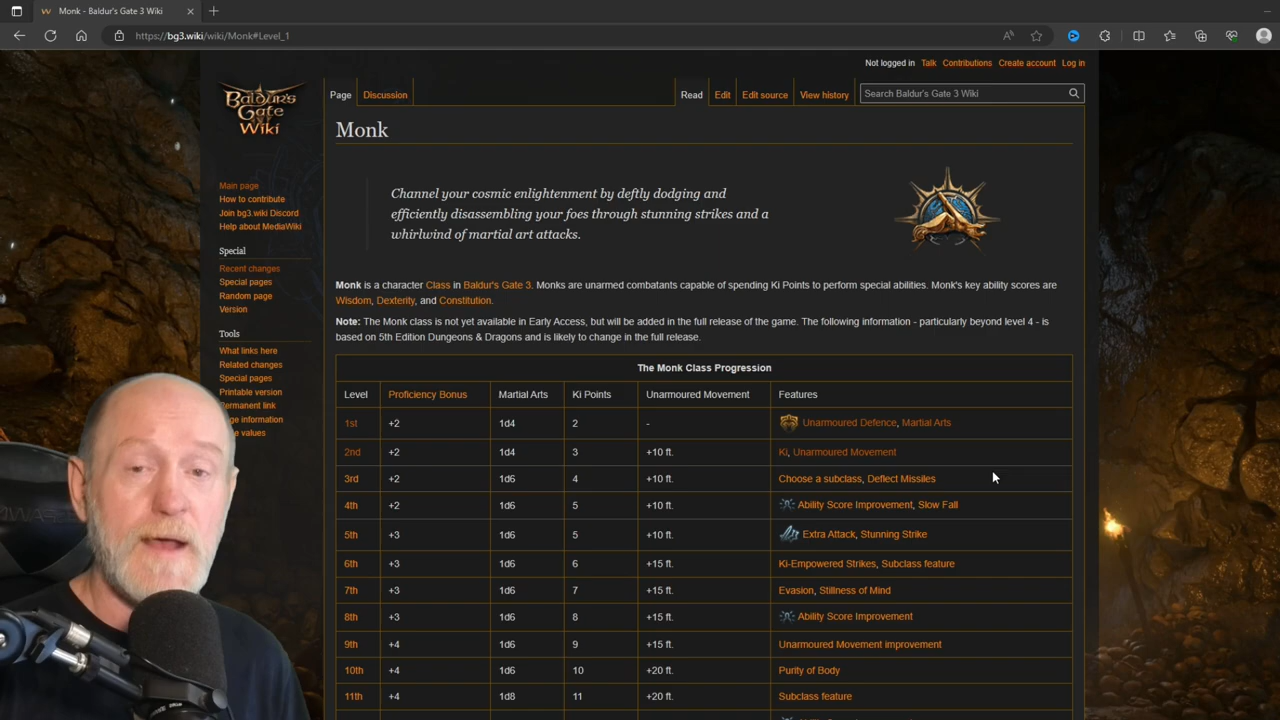 Monk - Baldur's Gate 3 Wiki
https://bg3.wiki/wiki/Monk#Level_1
Not logged in Talk Contributions Create account Log in
Baldur's Gate Wiki
Page Discussion Read Edit Edit source View history Search Baldur's Gate 3 Wiki
Monk
Channel your cosmic enlightenment by deftly dodging and
efficiently disassembling your foes through stunning strikes and a
whirlwind of martial art attacks.
Main page
How to contribute
Join bg3.wiki Discord
Help about MediaWiki
Special
Recent changes
Special pages
Random page
Version
Tools
What links here
Related changes
Special pages
Printable version
Permanent link
information
values
Monk is a character Class in Baldur's Gate 3. Monks are unarmed combatants capable of spending Ki Points to perform special abilities. Monk's key ability scores are
Wisdom, Dexterity, and Constitution.
Note: The Monk class is not yet available in Early Access, but will be added in the full release of the game. The following information - particularly beyond level 4 - is
based on 5th Edition Dungeons & Dragons and is likely to change in the full release.
The Monk Class Progression
Level Proficiency Bonus Martial Arts Ki Points Unarmoured Movement Features
1st +2 1d4 2 - Unarmoured Defence, Martial Arts
2nd +2 1d4 3 +10 ft. Ki, Unarmoured Movement
3rd +2 1d6 4 +10 ft. Choose a subclass, Deflect Missiles
4th +2 1d6 5 +10 ft. Ability Score Improvement, Slow Fall
5th +3 1d6 5 +10 ft. Extra Attack, Stunning Strike
6th +3 1d6 6 +15 ft. Ki-Empowered Strikes, Subclass feature
7th +3 1d6 7 +15 ft. Evasion, Stillness of Mind
8th +3 1d6 8 +15 ft. Ability Score Improvement
9th +4 1d6 9 +15 ft. Unarmoured Movement improvement
10th +4 1d6 10 +20 ft. Purity of Body
11th +4 1d8 11 +20 ft. Subclass feature